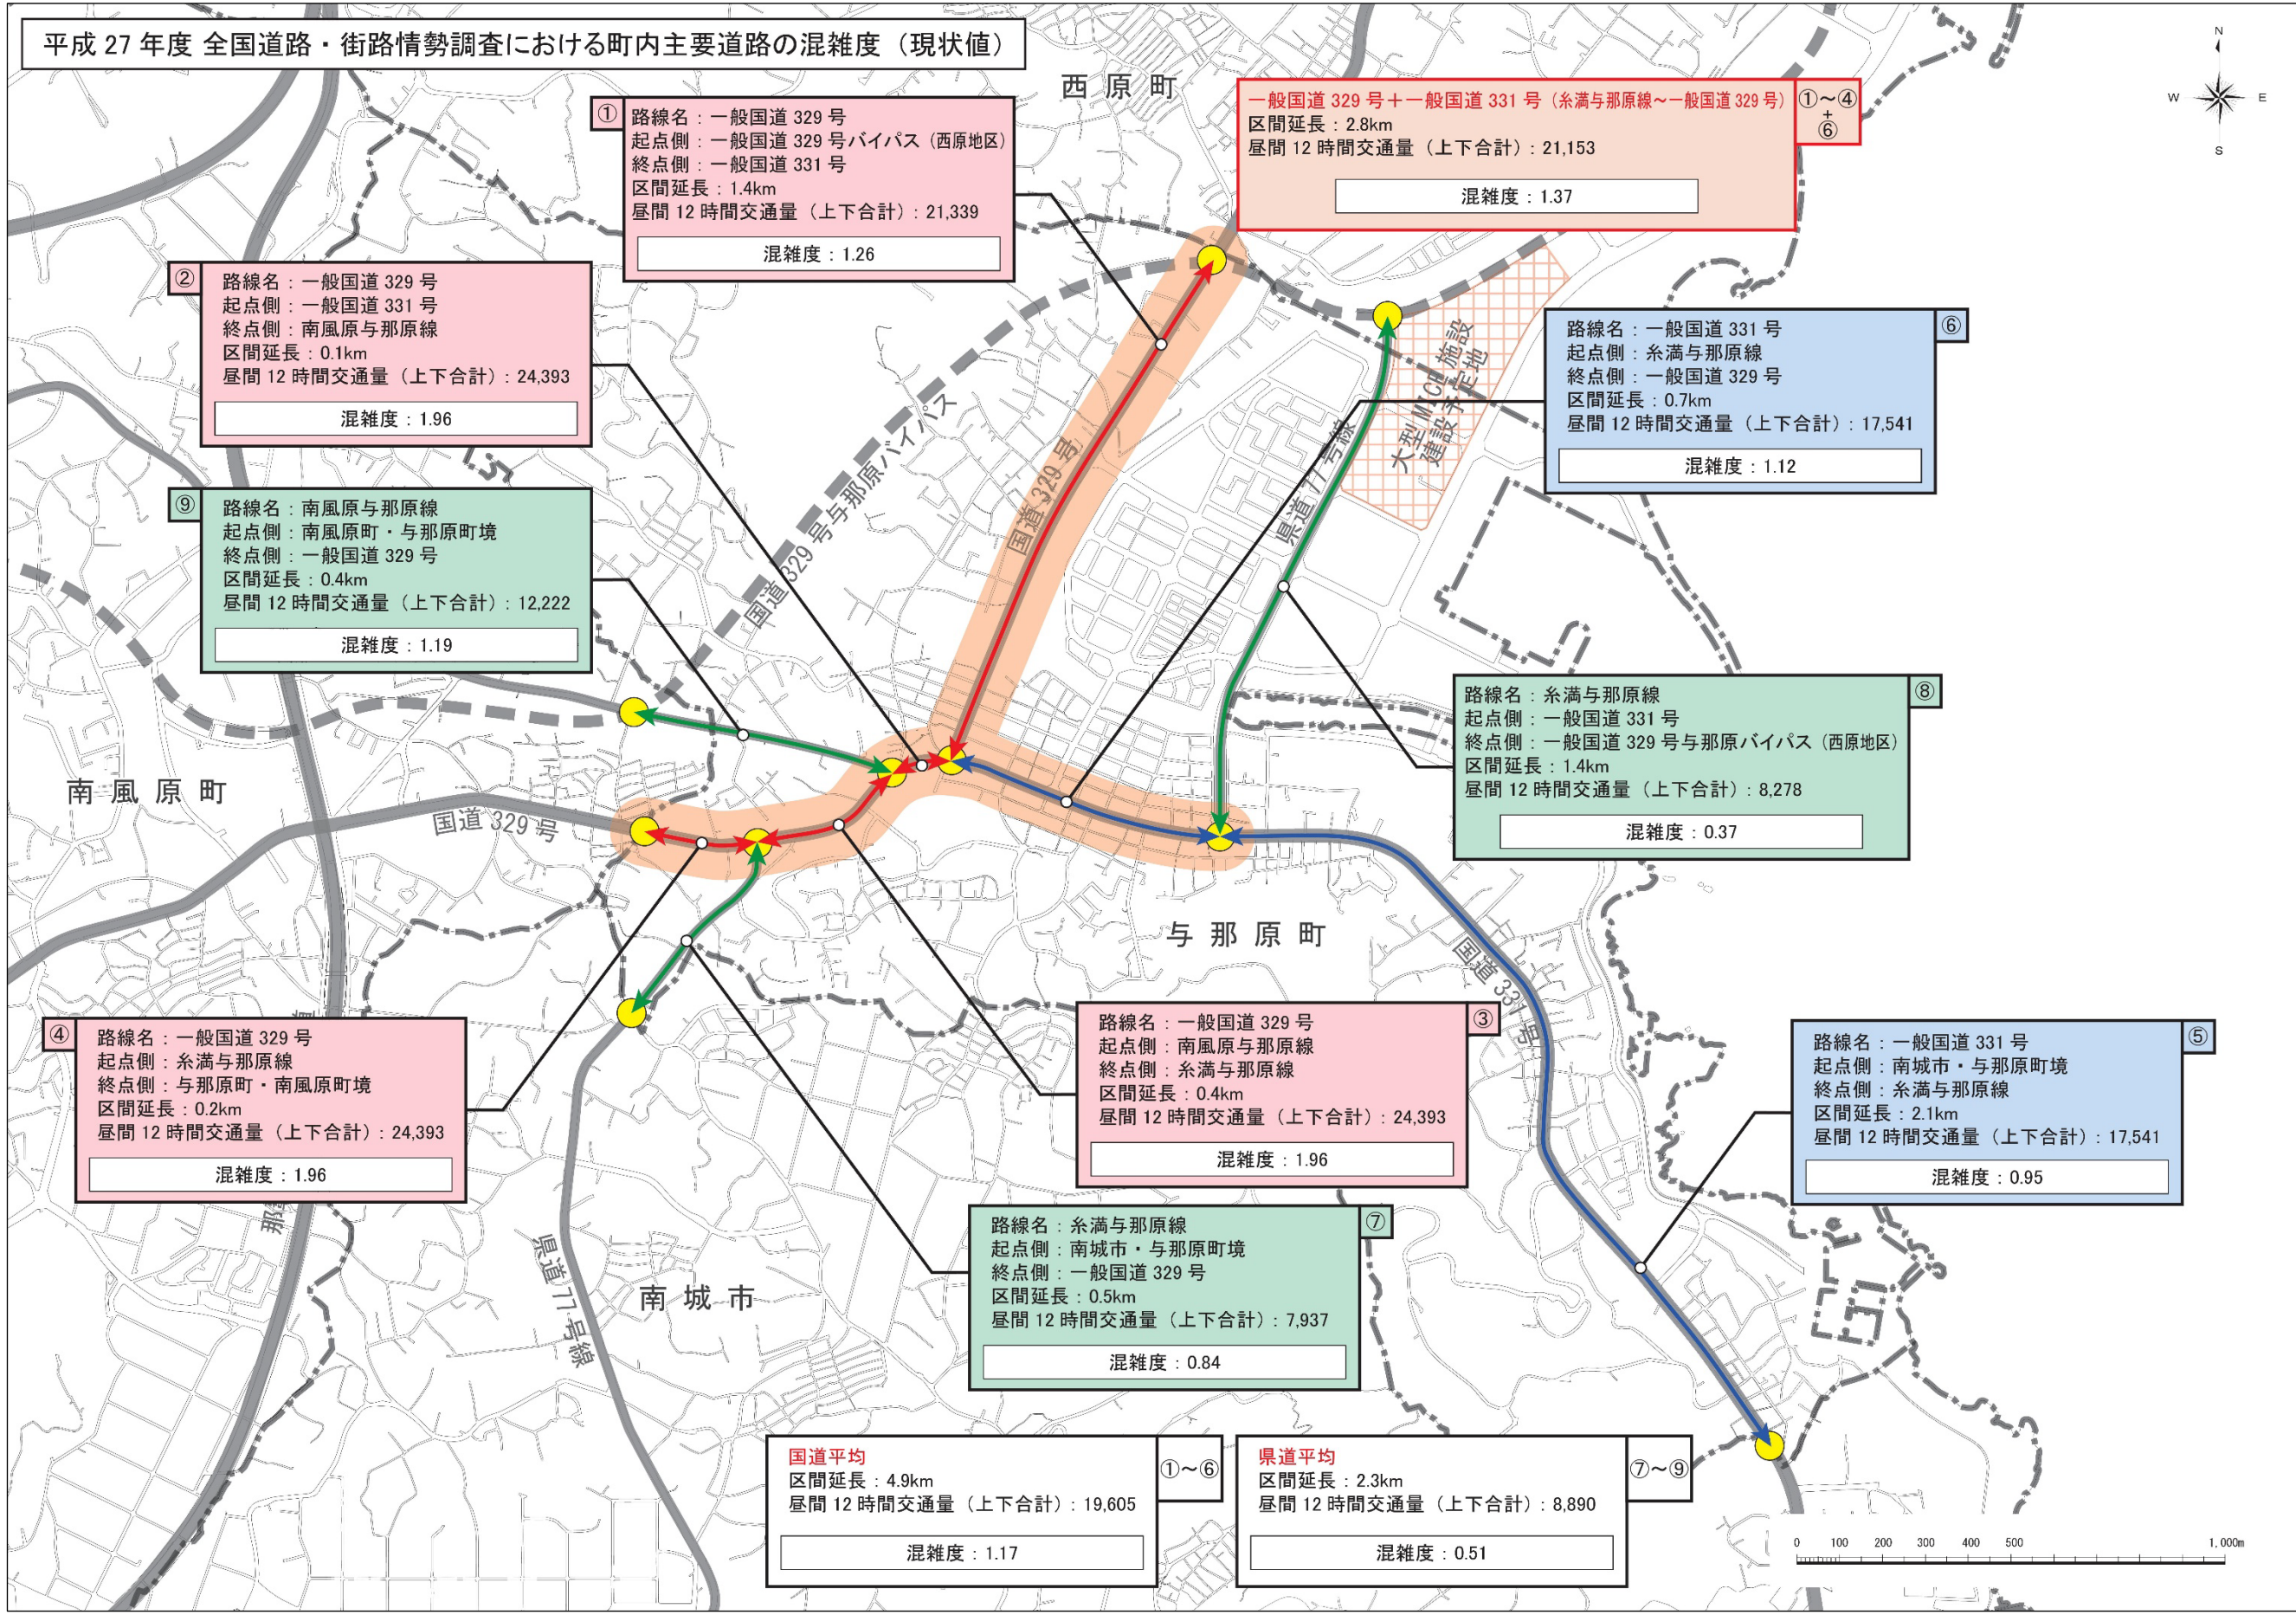 平成 27 年度 全国道路・街路情勢調査における町内主要道路の混雑度（現状値）
N
W
E
S
西原町
①
路線名：一般国道 329 号
起点側：一般国道 329 号バイパス（西原地区）
終点側：一般国道 331 号
区間延長：1.4km
昼間 12 時間交通量（上下合計）：21,339
混雑度：1.26
一般国道 329 号＋一般国道 331 号（糸満与那原線～一般国道 329 号）
区間延長：2.8km
昼間 12 時間交通量（上下合計）：21,153
混雑度：1.37
①～④
+
⑥
②
路線名：一般国道 329 号
起点側：一般国道 331 号
終点側：南風原与那原線
区間延長：0.1km
昼間 12 時間交通量（上下合計）：24,393
混雑度：1.96
⑥
路線名：一般国道 331 号
起点側：糸満与那原線
終点側：一般国道 329 号
区間延長：0.7km
昼間 12 時間交通量（上下合計）：17,541
混雑度：1.12
大型MICE施設
建設予定地
国道 329 号与那原バイパス
国道 329 号
県道 77 号線
⑨
路線名：南風原与那原線
起点側：南風原町・与那原町境
終点側：一般国道 329 号
区間延長：0.4km
昼間 12 時間交通量（上下合計）：12,222
混雑度：1.19
⑧
路線名：糸満与那原線
起点側：一般国道 331 号
終点側：一般国道 329 号与那原バイパス（西原地区）
区間延長：1.4km
昼間 12 時間交通量（上下合計）：8,278
混雑度：0.37
南風原町
国道 329 号
与那原町
国道 331 号
④
路線名：一般国道 329 号
起点側：糸満与那原線
終点側：与那原町・南風原町境
区間延長：0.2km
昼間 12 時間交通量（上下合計）：24,393
混雑度：1.96
③
路線名：一般国道 329 号
起点側：南風原与那原線
終点側：糸満与那原線
区間延長：0.4km
昼間 12 時間交通量（上下合計）：24,393
混雑度：1.96
⑤
路線名：一般国道 331 号
起点側：南城市・与那原町境
終点側：糸満与那原線
区間延長：2.1km
昼間 12 時間交通量（上下合計）：17,541
混雑度：0.95
⑦
路線名：糸満与那原線
起点側：南城市・与那原町境
終点側：一般国道 329 号
区間延長：0.5km
昼間 12 時間交通量（上下合計）：7,937
混雑度：0.84
県道 77 号線
南城市
国道平均
区間延長：4.9km
昼間 12 時間交通量（上下合計）：19,605
混雑度：1.17
①～⑥
県道平均
区間延長：2.3km
昼間 12 時間交通量（上下合計）：8,890
混雑度：0.51
⑦～⑨
0 100 200 300 400 500 1,000m